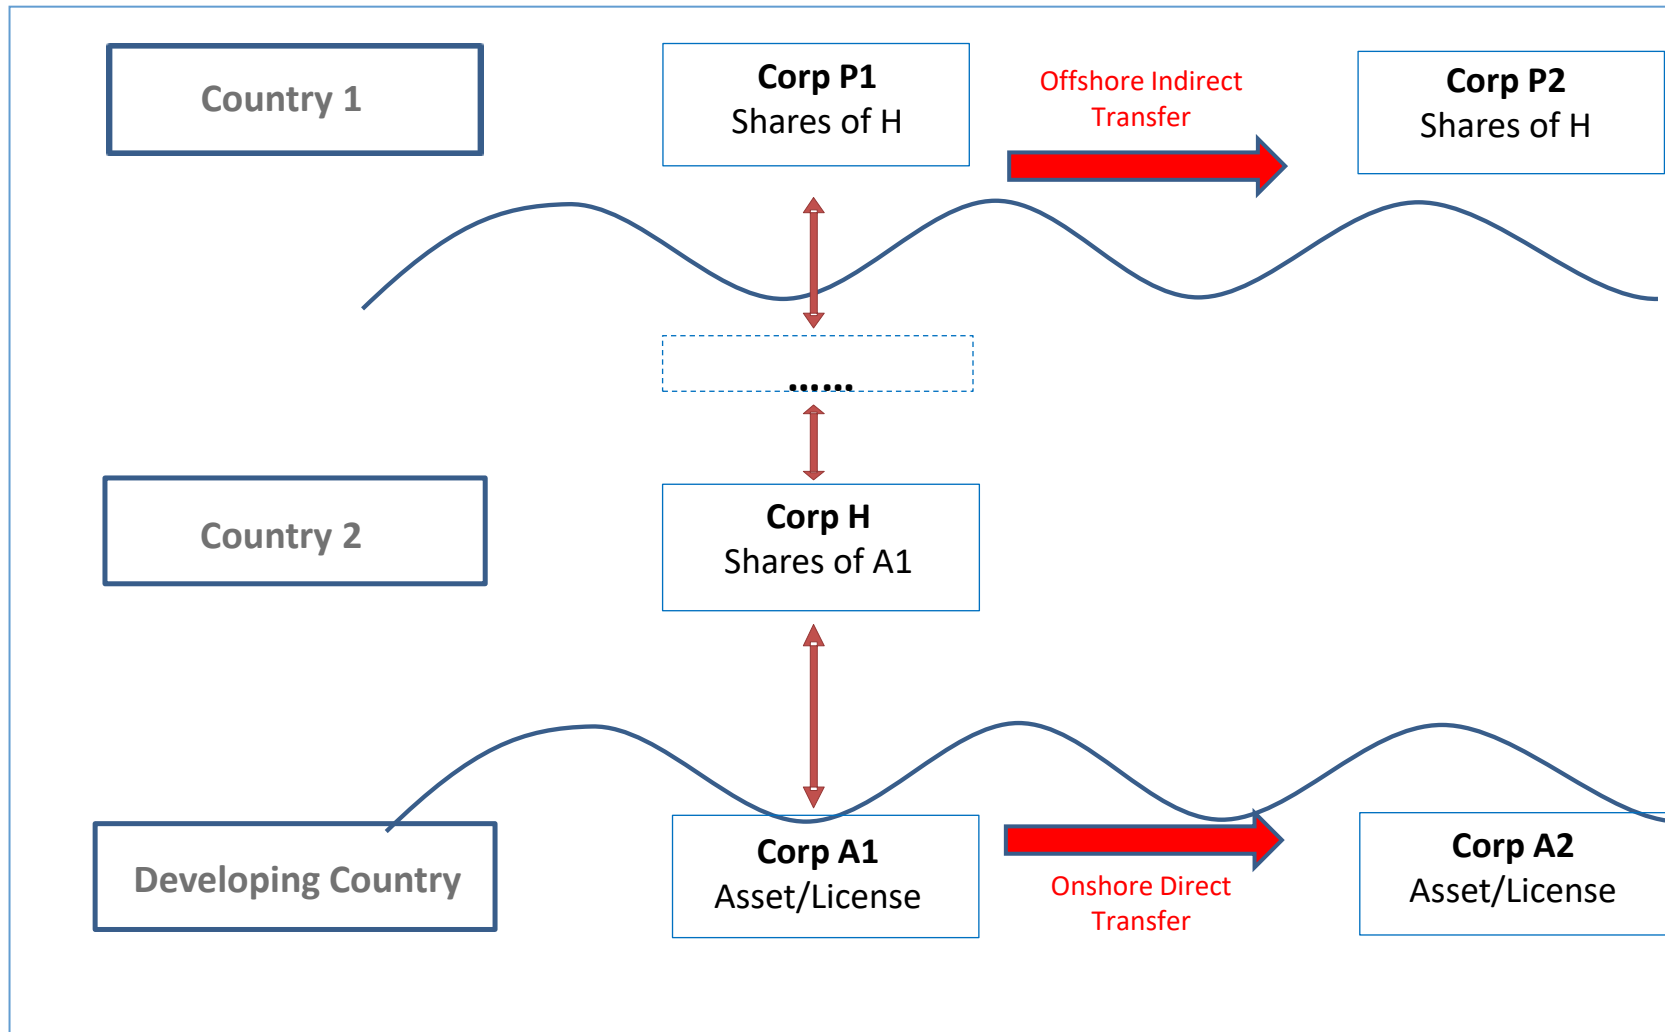 Country 1
Corp P1
Shares of H
Offshore Indirect
Transfer
Corp P2
Shares of H
......
Country 2
Corp H
Shares of A1
Developing Country
Corp A1
Asset/License
Onshore Direct
Transfer
Corp A2
Asset/License